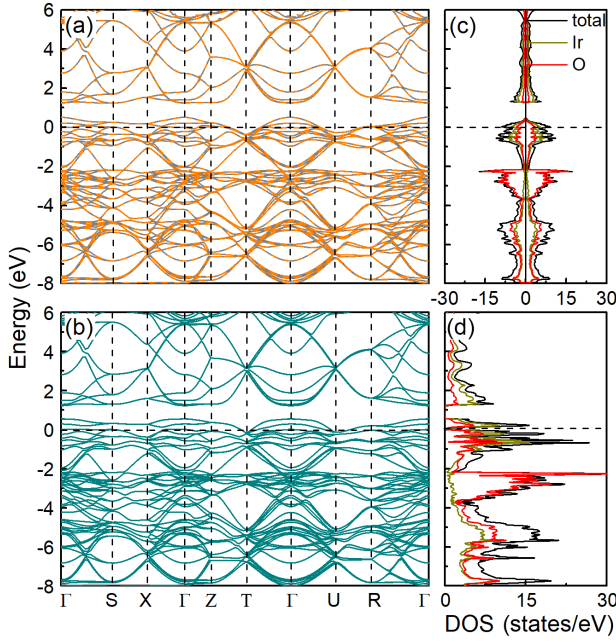 (a)
(c)
total
Ir
O
6
4
2
0
-2
-4
-6
-8
-30 -15 0 15 30
Energy (eV)
(b)
(d)
6
4
2
0
-2
-4
-6
-8
Γ S X Γ Z T Γ U R Γ
0 15 30
DOS (states/eV)